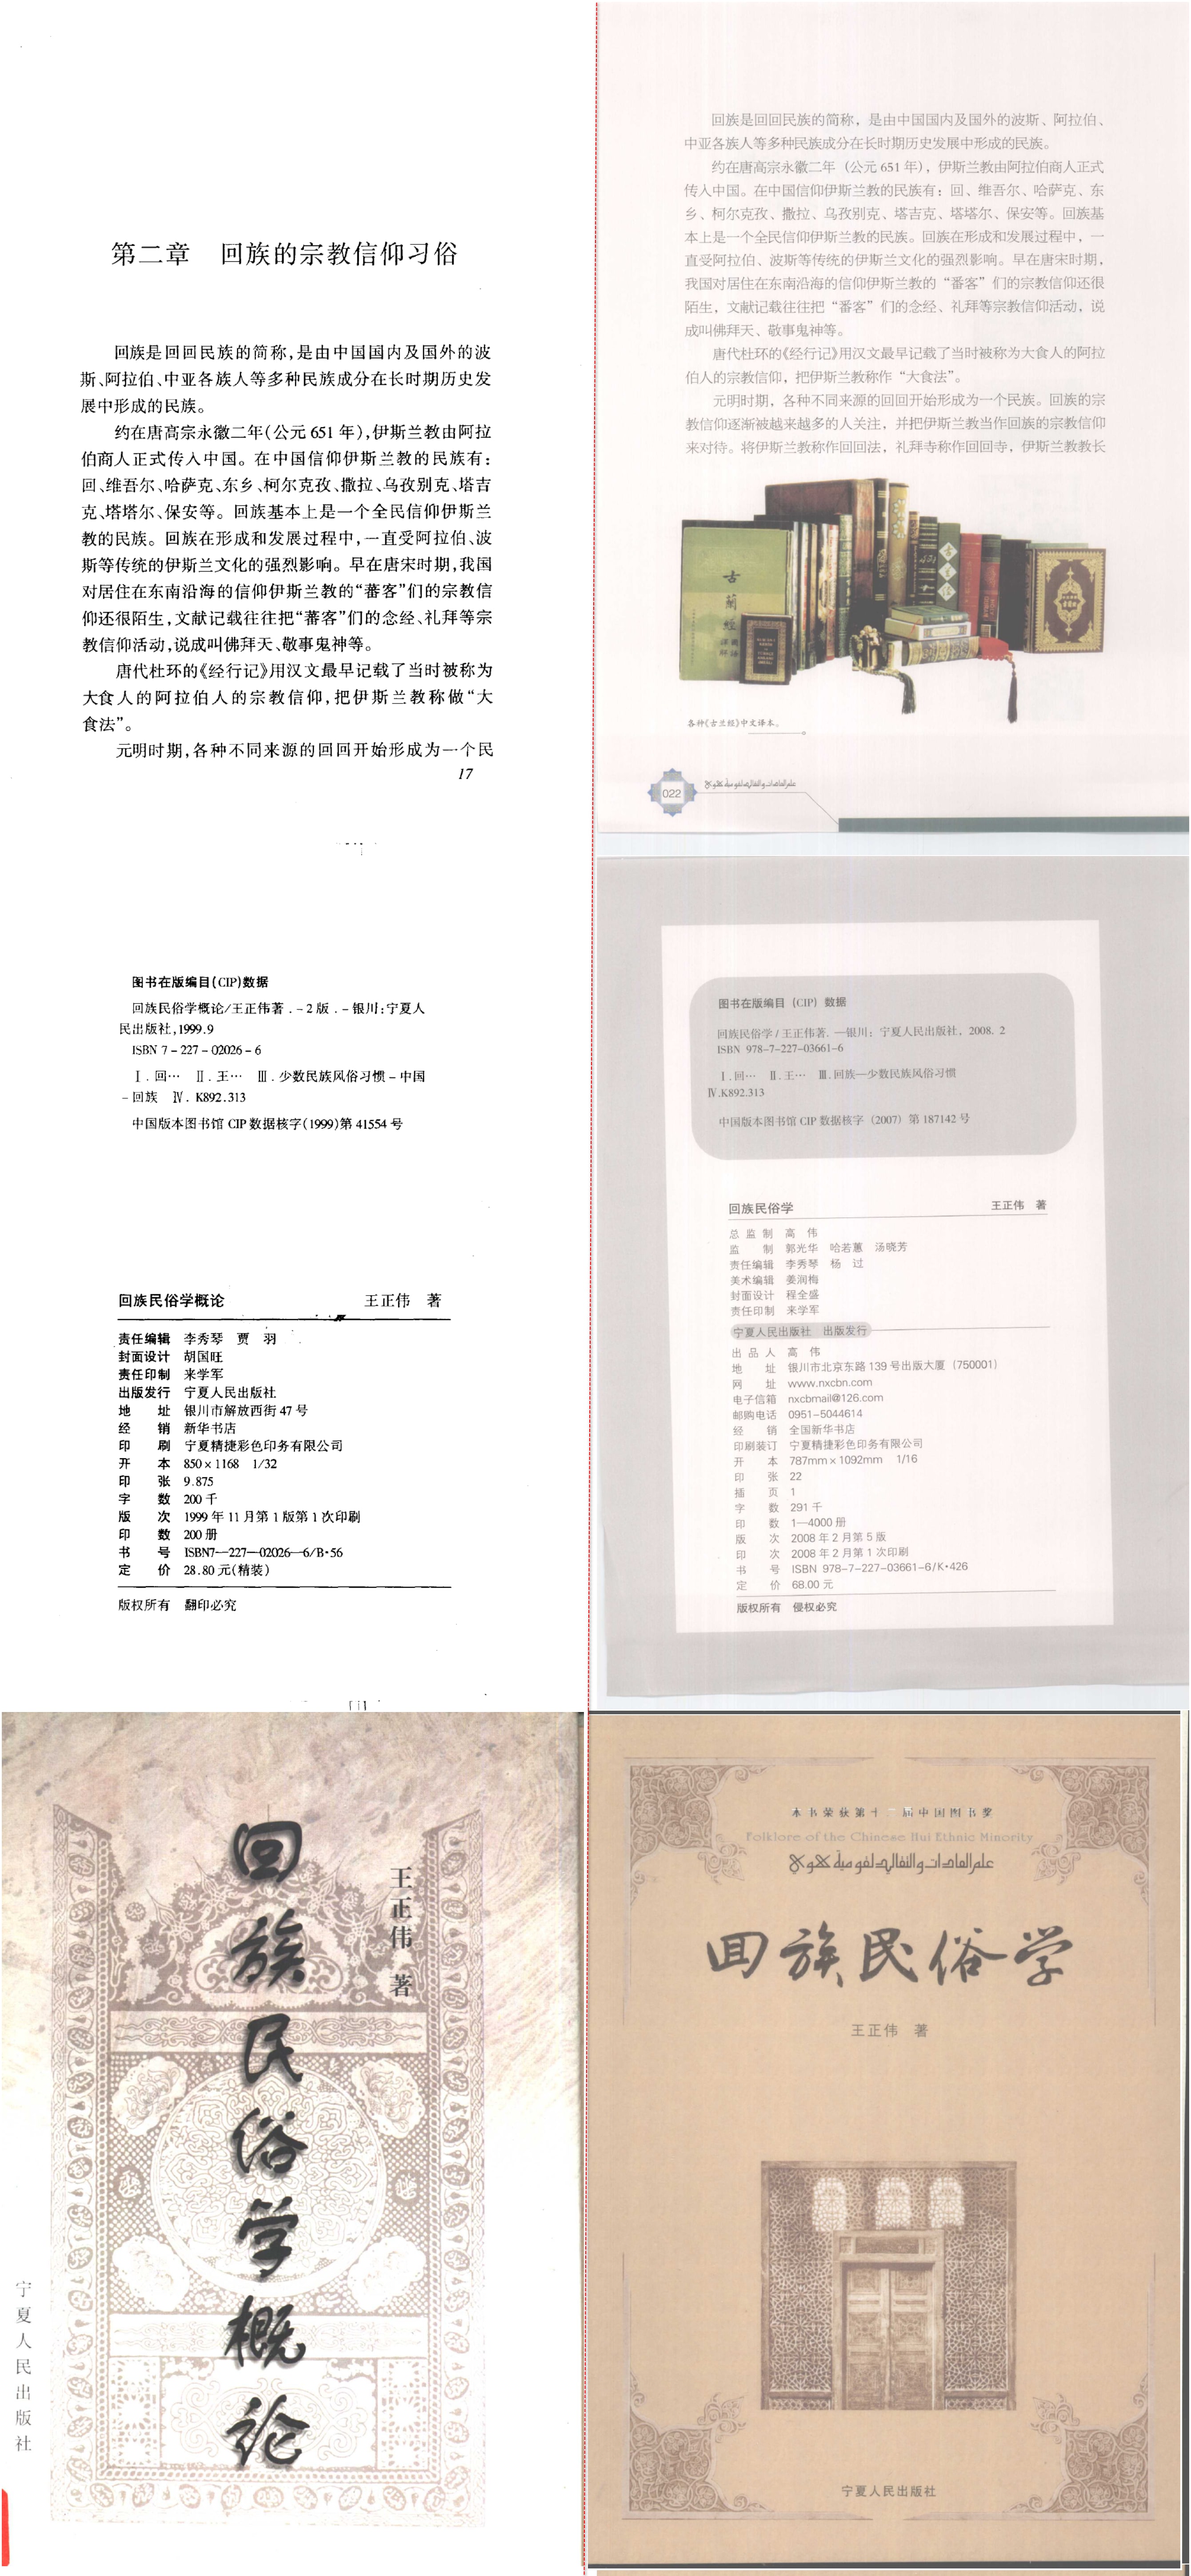 第二章 回族的宗教信仰习俗
回族是回回民族的简称,是由中国国内及国外的波
斯、阿拉伯、中亚各族人等多种民族成分在长时期历史发
展中形成的民族。
约在唐高宗永徽二年(公元651年),伊斯兰教由阿拉
伯商人正式传入中国。在中国信仰伊斯兰教的民族有:
回、维吾尔、哈萨克、东乡、柯尔克孜、撒拉、乌孜别克、塔吉
克、塔塔尔、保安等。回族基本上是一个全民信仰伊斯兰
教的民族。回族在形成和发展过程中,一直受阿拉伯、波
斯等传统的伊斯兰文化的强烈影响。早在唐宋时期,我国
对居住在东南沿海的信仰伊斯兰教的“蕃客”们的宗教信
仰还很陌生,文献记载往往把“蕃客”们的念经、礼拜等宗
教信仰活动,说成叫佛拜天、敬事鬼神等。
唐代杜环的《经行记》用汉文最早记载了当时被称为
大食人的阿拉伯人的宗教信仰,把伊斯兰教称做“大
食法”。
元明时期,各种不同来源的回回开始形成为一个民
17
回族是回回民族的简称,是由中国国内及国外的波斯、阿拉伯、
中亚各族人等多种民族成分在长时期历史发展中形成的民族。
约在唐高宗永徽二年(公元651年),伊斯兰教由阿拉伯商人正式
传入中国。在中国信仰伊斯兰教的民族有:回、维吾尔、哈萨克、东
乡、柯尔克孜、撒拉、乌孜别克、塔吉克、塔塔尔、保安等。回族基
本上是一个全民信仰伊斯兰教的民族。回族在形成和发展过程中,一
直受阿拉伯、波斯等传统的伊斯兰文化的强烈影响。早在唐宋时期,
我国对居住在东南沿海的信仰伊斯兰教的“番客”们的宗教信仰还很
陌生,文献记载往往把“番客”们的念经、礼拜等宗教信仰活动,说
成叫佛拜天、敬事鬼神等。
唐代杜环的《经行记》用汉文最早记载了当时被称为大食人的阿拉
伯人的宗教信仰,把伊斯兰教称作“大食法”。
元明时期,各种不同来源的回回开始形成为一个民族。回族的宗
教信仰逐渐被越来越多的人关注,并把伊斯兰教当作回族的宗教信仰
来对待。将伊斯兰教称作回回法,礼拜寺称作回回寺,伊斯兰教教长
古蘭經
各种《古兰经》中文译本。
022
图书在版编目(CIP)数据
回族民俗学概论/王正伟著.-2版.-银川:宁夏人
民出版社,1999.9
ISBN 7-227-02026-6
Ⅰ.回… Ⅱ.王… Ⅲ.少数民族风俗习惯-中国
-回族 Ⅳ.K892.313
中国版本图书馆CIP数据核字(1999)第41554号
回族民俗学概论 王正伟 著
责任编辑 李秀琴 贾 羽
封面设计 胡国旺
责任印制 来学军
出版发行 宁夏人民出版社
地 址 银川市解放西街47号
经 销 新华书店
印 刷 宁夏精捷彩色印务有限公司
开 本 850×1168 1/32
印 张 9.875
字 数 200千
版 次 1999年11月第1版第1次印刷
印 数 200册
书 号 ISBN7—227—02026—6/B·56
定 价 28.80元(精装)
版权所有 翻印必究
图书在版编目(CIP)数据
回族民俗学/王正伟著.—银川:宁夏人民出版社,2008.2
ISBN 978-7-227-03661-6
Ⅰ.回… Ⅱ.王… Ⅲ.回族—少数民族风俗习惯
Ⅳ.K892.313
中国版本图书馆CIP数据核字(2007)第187142号
回族民俗学 王正伟 著
总 监 制 高 伟
监 制 郭光华 哈若蕙 汤晓芳
责任编辑 李秀琴 杨 过
美术编辑 姜润梅
封面设计 程全盛
责任印制 来学军
宁夏人民出版社 出版发行
出 品 人 高 伟
地 址 银川市北京东路139号出版大厦(750001)
网 址 www.nxcbn.com
电子信箱 nxcbmail@126.com
邮购电话 0951-5044614
经 销 全国新华书店
印刷装订 宁夏精捷彩色印务有限公司
开 本 787mm×1092mm 1/16
印 张 22
插 页 1
字 数 291千
印 数 1—4000册
版 次 2008年2月第5版
印 次 2008年2月第1次印刷
书 号 ISBN 978-7-227-03661-6/K·426
定 价 68.00元
版权所有 侵权必究
回族民俗学概论
王正伟 著
宁夏人民出版社
本书荣获第十二届中国图书奖
Folklore of the Chinese Hui Ethnic Minority
回族民俗学
王正伟 著
宁夏人民出版社